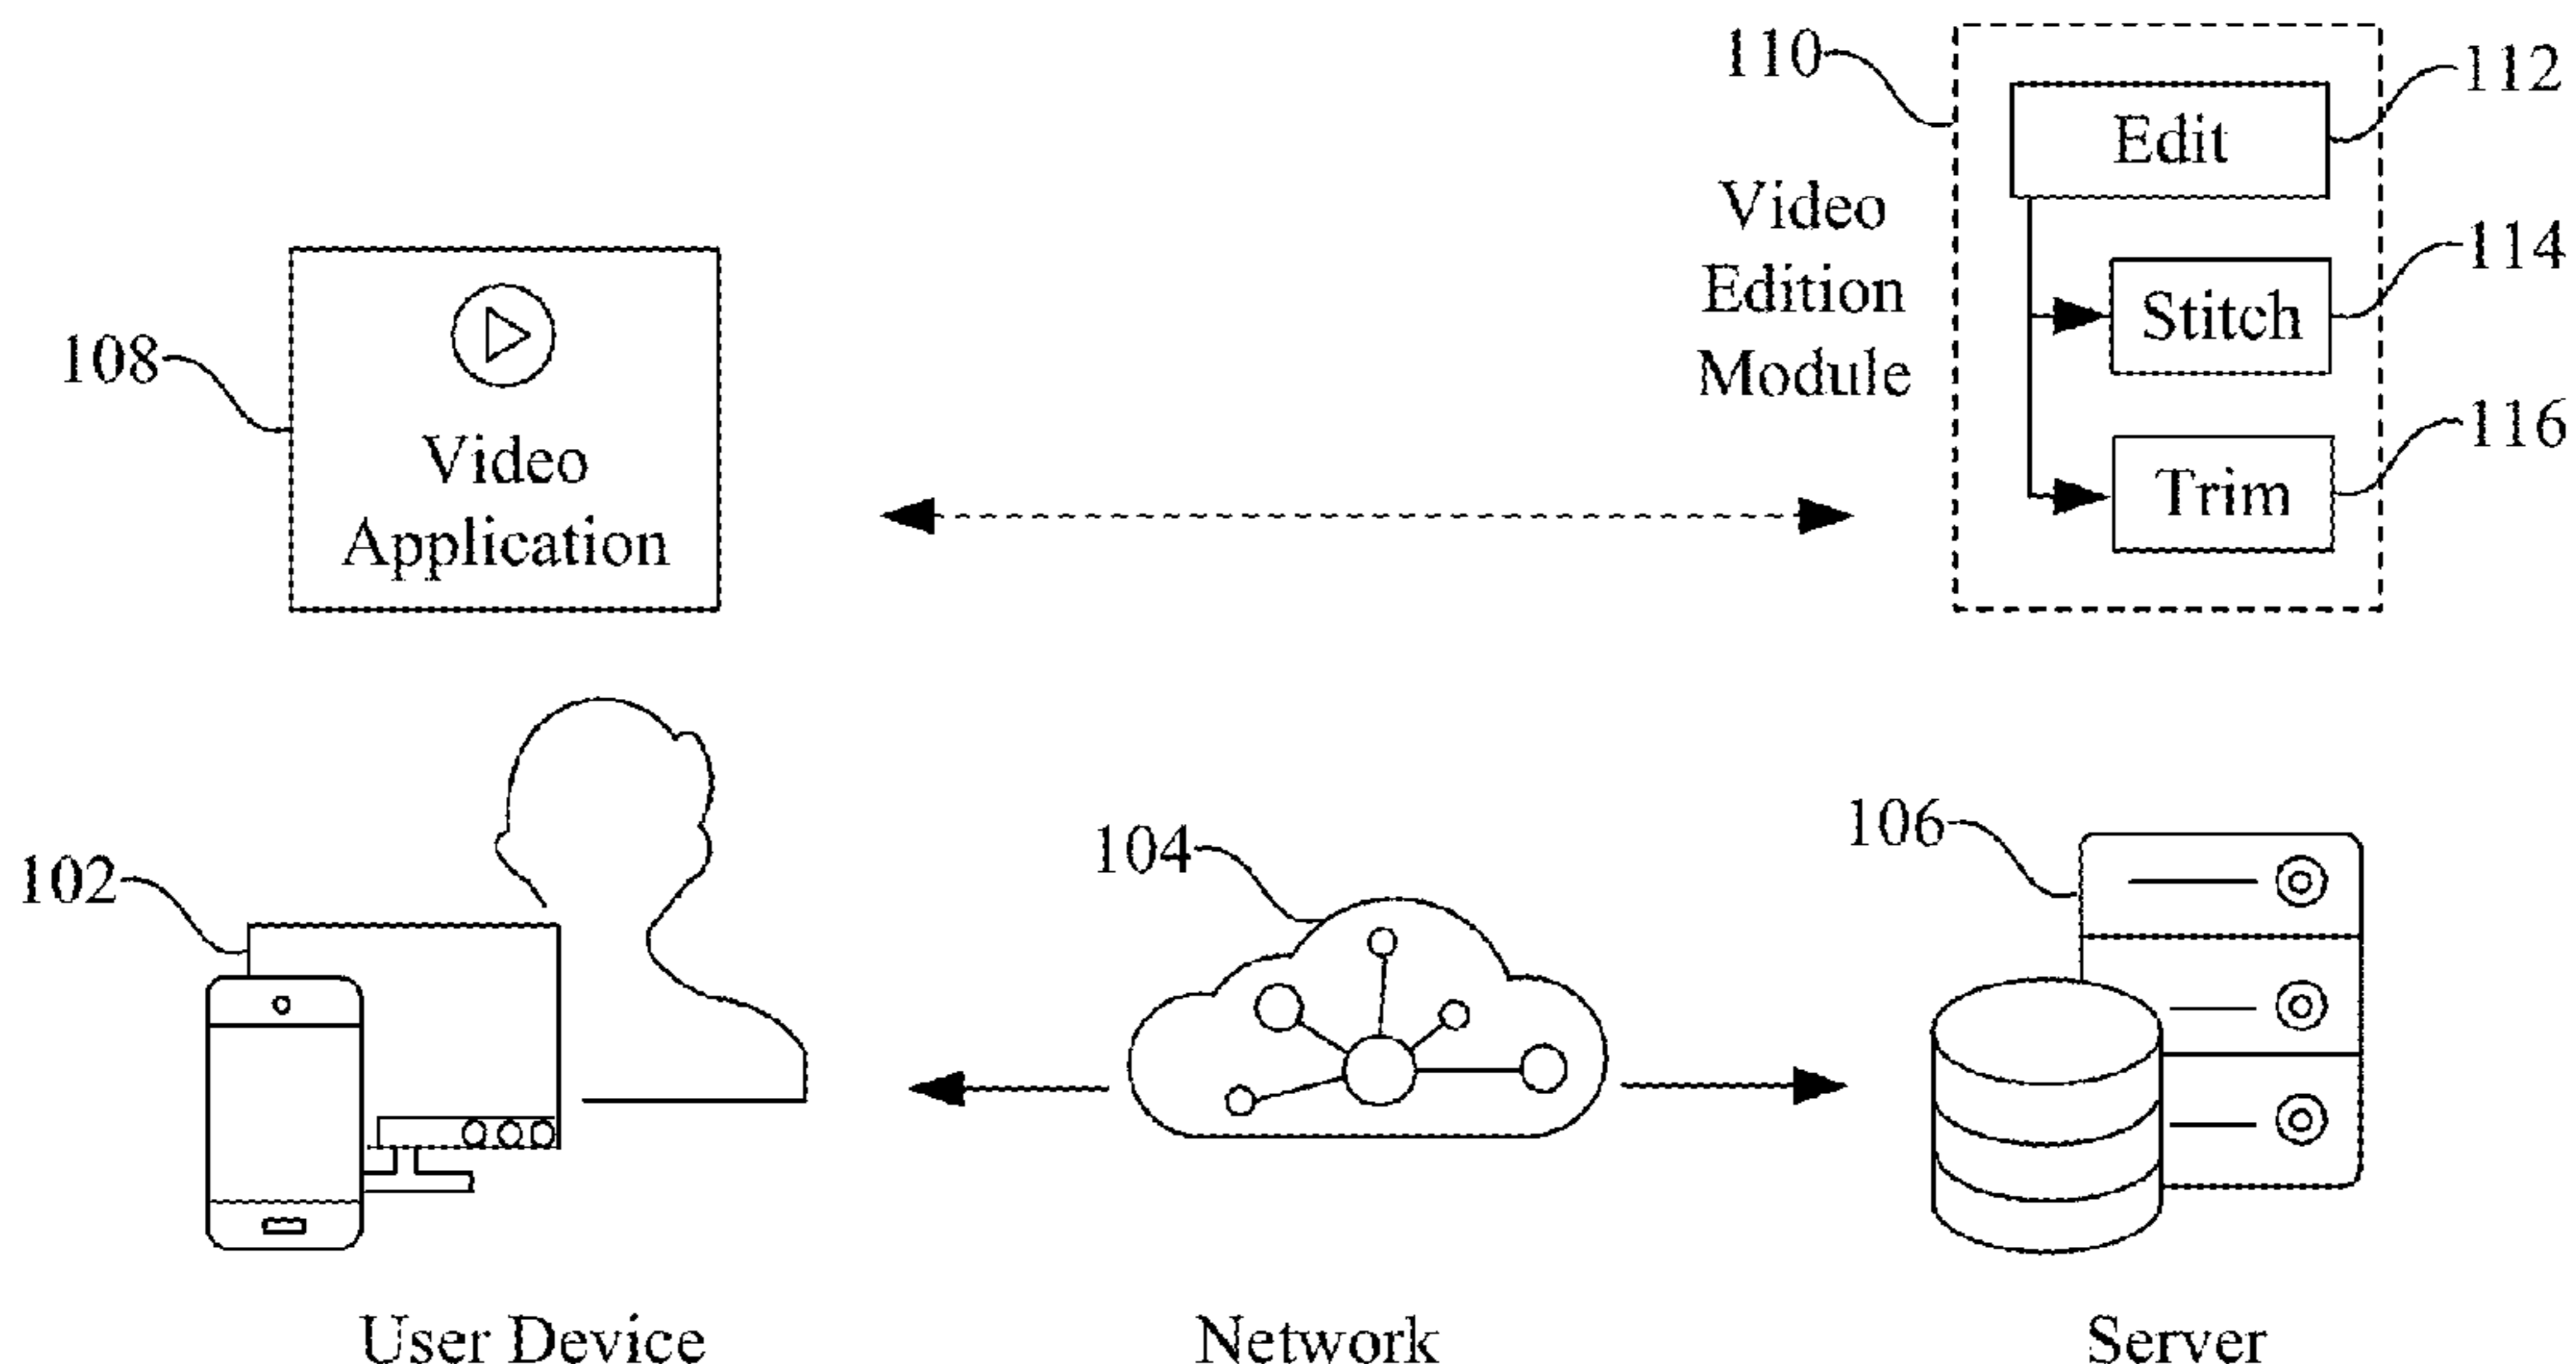 110
112
Edit
Video
Edition
Module
114
Stitch
116
Trim
108
Video
Application
102
104
106
User Device
Network
Server